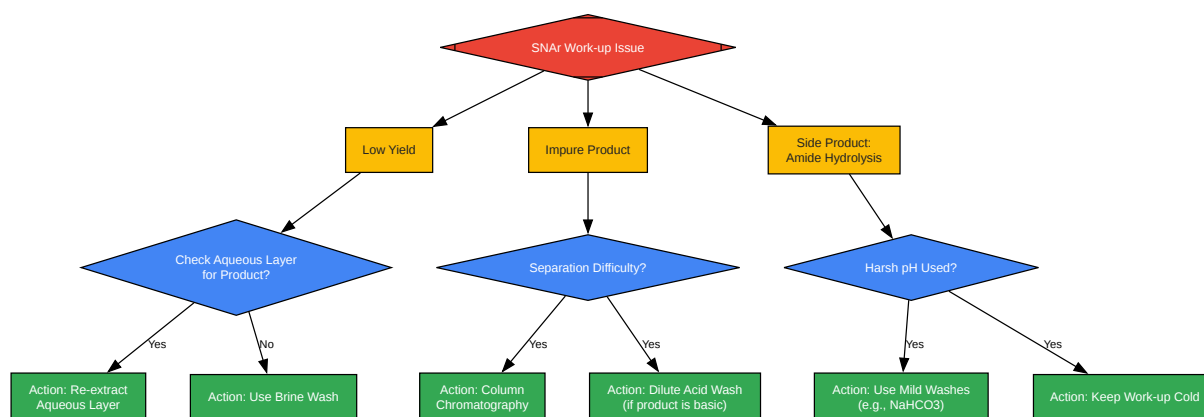 SNAr Work-up Issue
Low Yield
Impure Product
Side Product:
Amide Hydrolysis
Check Aqueous Layer
for Product?
Separation Difficulty?
Harsh pH Used?
Yes
No
Yes
Yes
Yes
Yes
Action: Re-extract
Aqueous Layer
Action: Use Brine Wash
Action: Column
Chromatography
Action: Dilute Acid Wash
(if product is basic)
Action: Use Mild Washes
(e.g., NaHCO3)
Action: Keep Work-up Cold